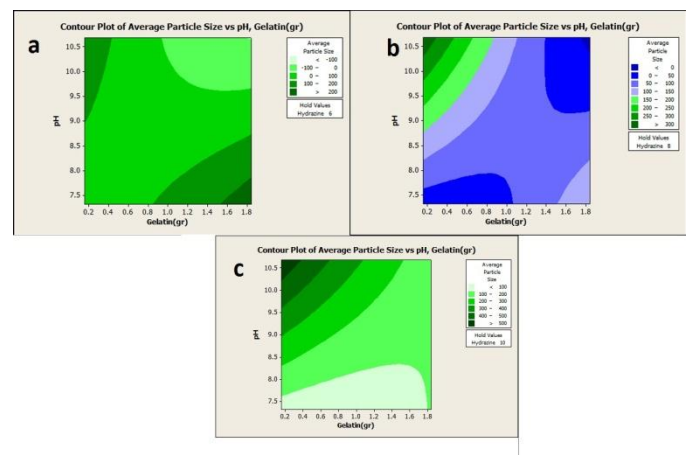 Contour Plot of Average Particle Size vs pH, Gelatin(gr)
a
10.5
10.0
9.5
9.0
8.5
8.0
7.5
pH
0.2 0.4 0.6 0.8 1.0 1.2 1.4 1.6 1.8
Gelatin(gr)
Average
Particle
Size
< -100
-100 - 0
0 - 100
100 - 200
> 200
Hold Values
Hydrazine 6
Contour Plot of Average Particle Size vs pH, Gelatin(gr)
b
10.5
10.0
9.5
9.0
8.5
8.0
7.5
pH
0.2 0.4 0.6 0.8 1.0 1.2 1.4 1.6 1.8
Gelatin(gr)
Average
Particle
Size
< 0
0 - 50
50 - 100
100 - 150
150 - 200
200 - 250
250 - 300
> 300
Hold Values
Hydrazine 8
Contour Plot of Average Particle Size vs pH, Gelatin(gr)
c
10.5
10.0
9.5
9.0
8.5
8.0
7.5
pH
0.2 0.4 0.6 0.8 1.0 1.2 1.4 1.6 1.8
Gelatin(gr)
Average
Particle
Size
< 100
100 - 200
200 - 300
300 - 400
400 - 500
> 500
Hold Values
Hydrazine 10